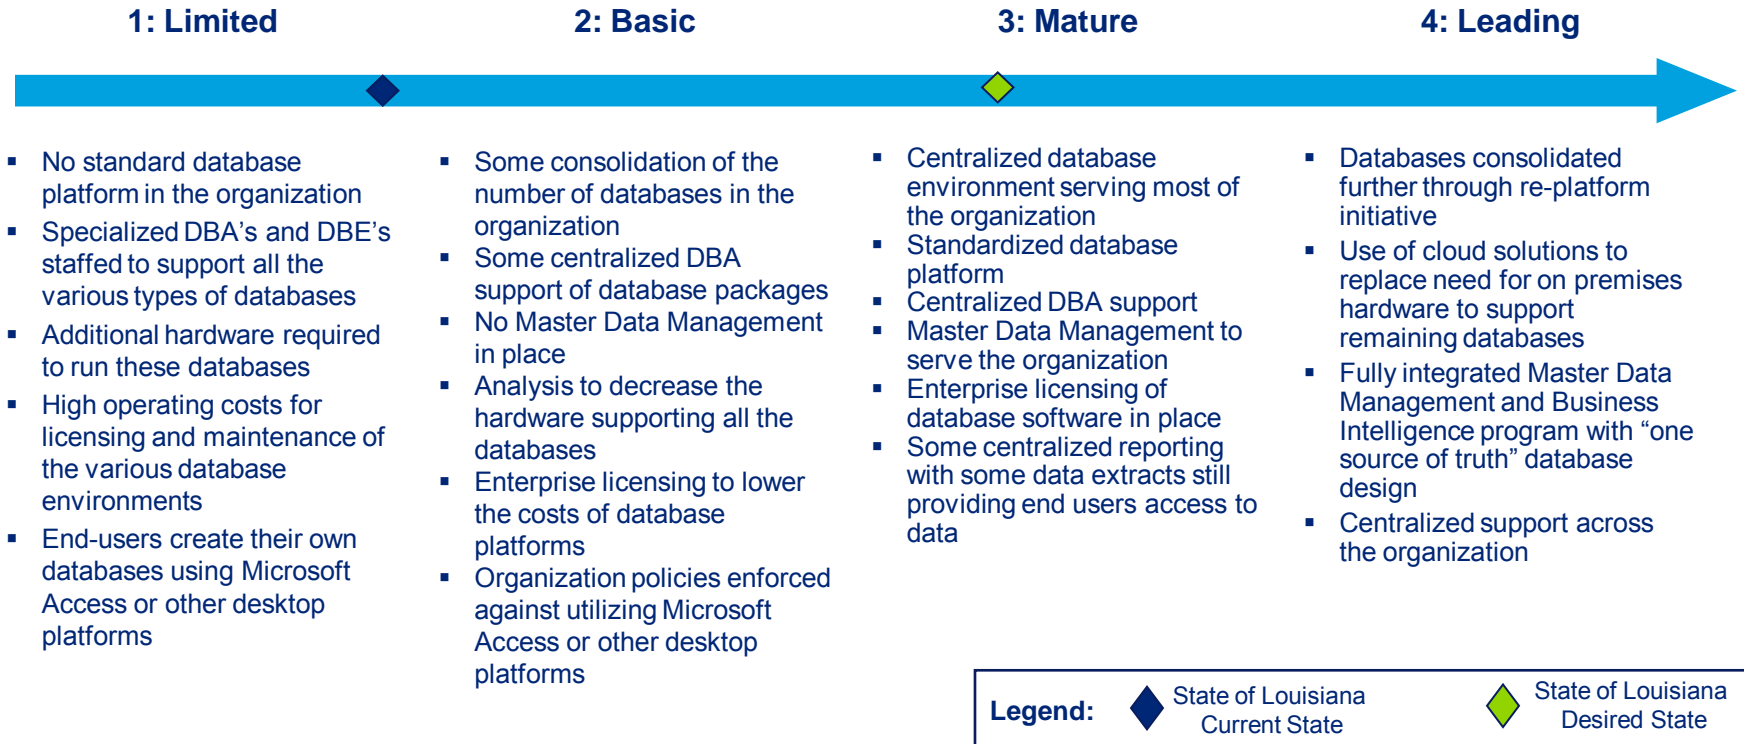 1: Limited
2: Basic
3: Mature
4: Leading
▪ No standard database
platform in the organization
▪ Specialized DBA's and DBE's
staffed to support all the
various types of databases
▪ Additional hardware required
to run these databases
▪ High operating costs for
licensing and maintenance of
the various database
environments
▪ End-users create their own
databases using Microsoft
Access or other desktop
platforms
▪ Some consolidation of the
number of databases in the
organization
▪ Some centralized DBA
support of database packages
▪ No Master Data Management
in place
▪ Analysis to decrease the
hardware supporting all the
databases
▪ Enterprise licensing to lower
the costs of database
platforms
▪ Organization policies enforced
against utilizing Microsoft
Access or other desktop
platforms
▪ Centralized database
environment serving most of
the organization
▪ Standardized database
platform
▪ Centralized DBA support
▪ Master Data Management to
serve the organization
▪ Enterprise licensing of
database software in place
▪ Some centralized reporting
with some data extracts still
providing end users access to
data
▪ Databases consolidated
further through re-platform
initiative
▪ Use of cloud solutions to
replace need for on premises
hardware to support
remaining databases
▪ Fully integrated Master Data
Management and Business
Intelligence program with “one
source of truth” database
design
▪ Centralized support across
the organization
Legend:
State of Louisiana
Current State
State of Louisiana
Desired State